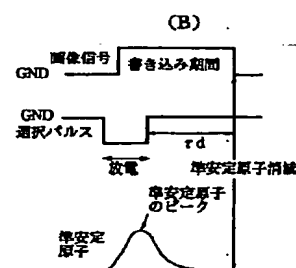 (B)
画像信号
書き込み期間
GND
GND
選択パルス
rd
放電
準安定原子消滅
準安定原子
のピーク
準安定
原子